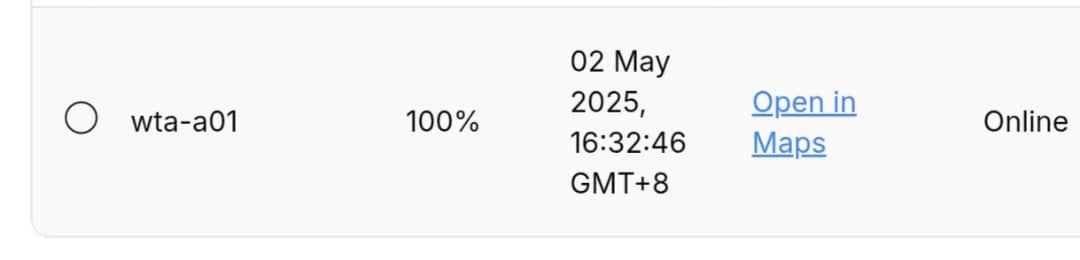 wta-a01
100%
02 May
2025,
16:32:46
GMT+8
Open in
Maps
Online